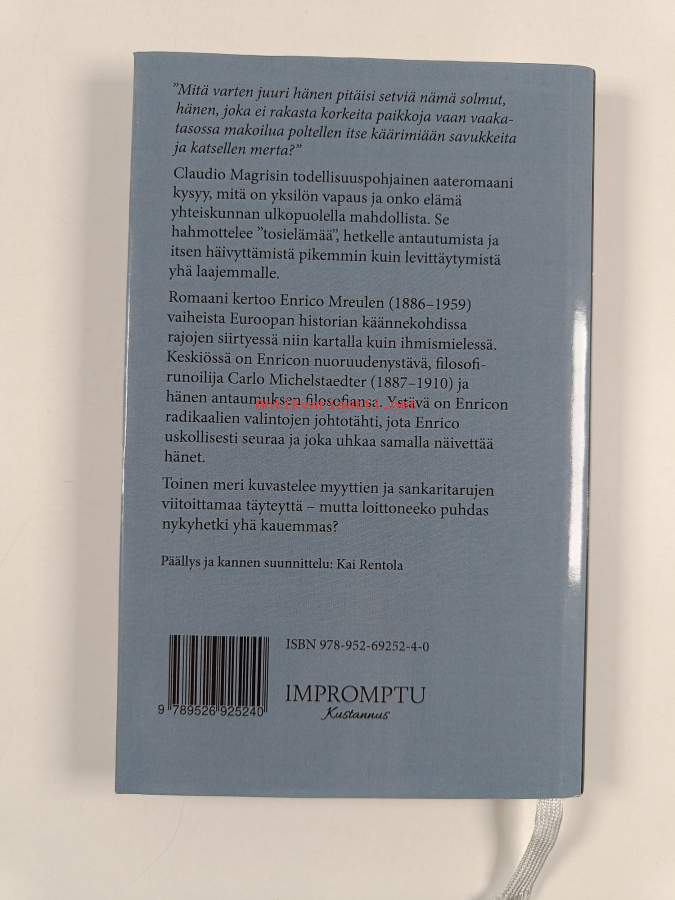 ”Mitä varten juuri hänen pitäisi setviä nämä solmut,
hänen, joka ei rakasta korkeita paikkoja vaan vaaka-
tasossa makoilua poltellen itse käärimiään savukkeita
ja katsellen merta?”
Claudio Magrisin todellisuuspohjainen aateromaani
kysyy, mitä on yksilön vapaus ja onko elämä
yhteiskunnan ulkopuolella mahdollista. Se
hahmottelee ”tosielämää”, hetkelle antautumista ja
itsen häivyttämistä pikemmin kuin levittäytymistä
yhä laajemmalle.
Romaani kertoo Enrico Mreulen (1886–1959)
vaiheista Euroopan historian käännekohdissa
rajojen siirtyessä niin kartalla kuin ihmismielessä.
Keskiössä on Enricon nuoruudenystävä, filosofi-
runoilija Carlo Michelstaedter (1887–1910) ja
hänen antaumuksen filosofiansa. Ystävä on Enricon
radikaalien valintojen johtotähti, jota Enrico
uskollisesti seuraa ja joka uhkaa samalla näivettää
hänet.
Toinen meri kuvastelee myyttien ja sankaritarujen
viitoittamaa täyteyttä – mutta loittoneeko puhdas
nykyhetki yhä kauemmas?
Päällys ja kannen suunnittelu: Kai Rentola
ISBN 978-952-69252-4-0
9 789526 925240
IMPROMPTU
Kustannus